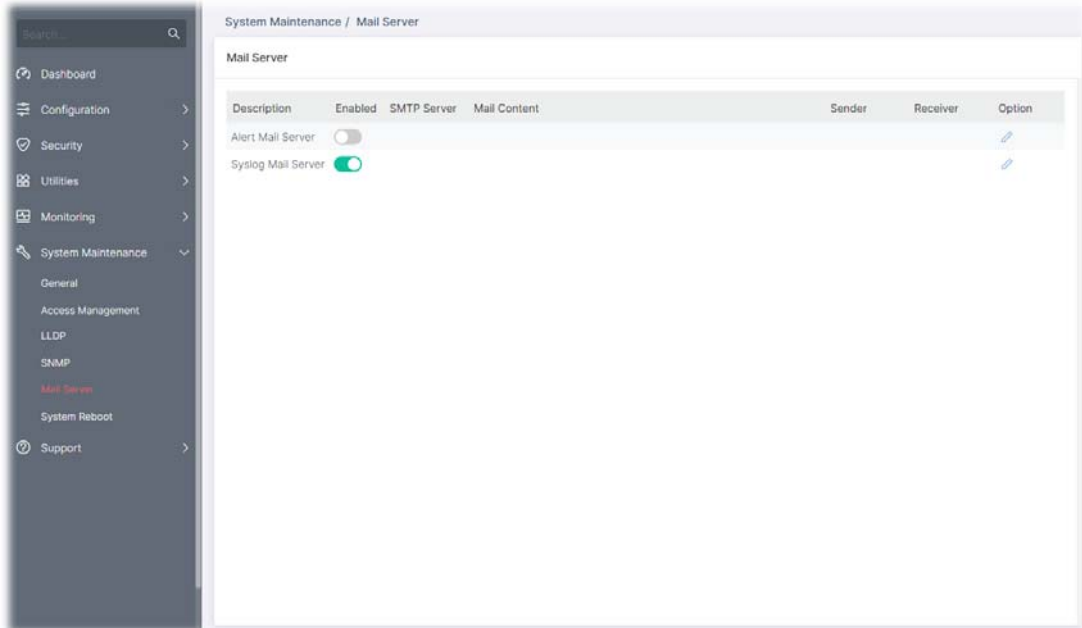 Search...
Dashboard
Configuration
Security
Utilities
Monitoring
System Maintenance
General
Access Management
LLDP
SNMP
Mail Server
System Reboot
Support
System Maintenance / Mail Server
Mail Server
Description Enabled SMTP Server Mail Content Sender Receiver Option
Alert Mail Server
Syslog Mail Server